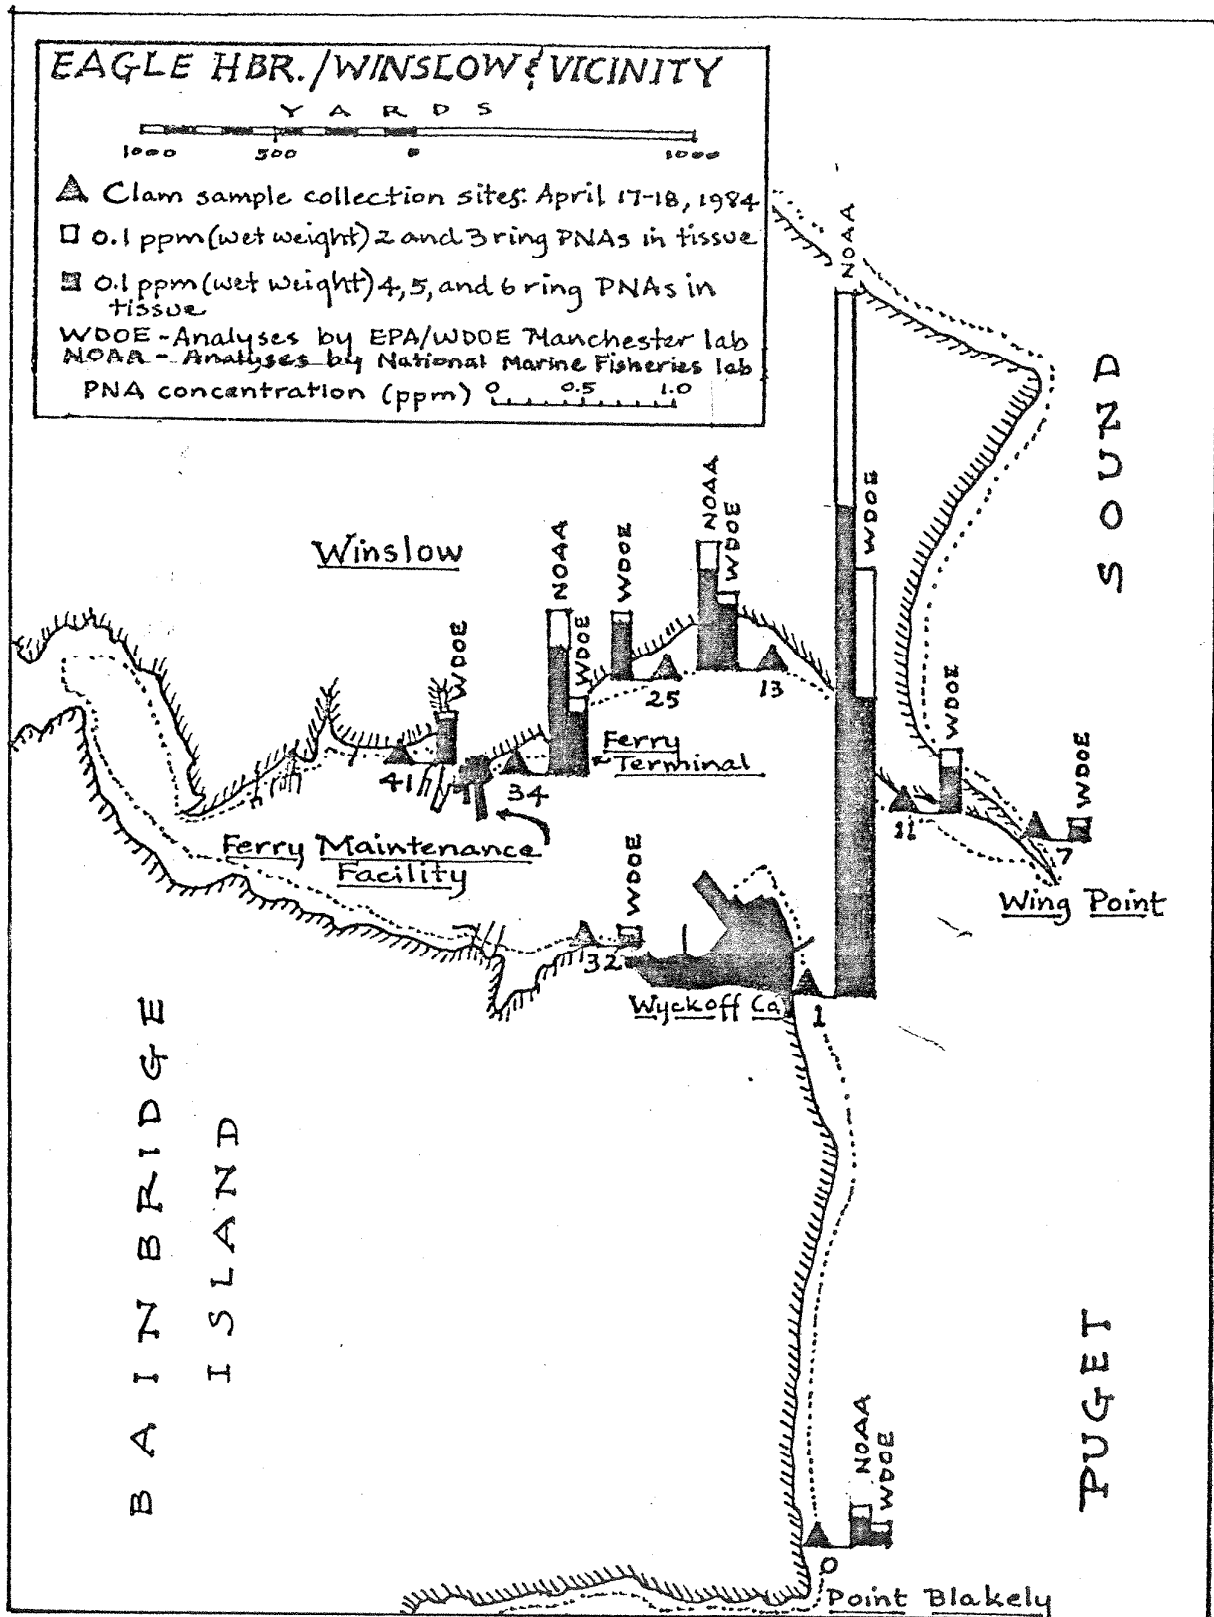 EAGLE HBR./WINSLOW & VICINITY
YARDS
1000 500 0 1000
Clam sample collection sites: April 17-18, 1984
0.1 ppm (wet weight) 2 and 3 ring PNAs in tissue
0.1 ppm (wet weight) 4, 5, and 6 ring PNAs in
tissue
WDOE - Analyses by EPA/WDOE Manchester lab
NOAA - Analyses by National Marine Fisheries lab
PNA concentration (ppm) 0 0.5 1.0
NOAA
WDOE
SOUND
Winslow
NOAA
WDOE
WDOE
NOAA
WDOE
WDOE
25
13
WDOE
WDOE
41
34
Ferry
Terminal
11
7
Ferry Maintenance
Facility
WDOE
Wing Point
32
Wyckoff Co
1
BAINBRIDGE
ISLAND
PUGET
NOAA
WDOE
0
Point Blakely